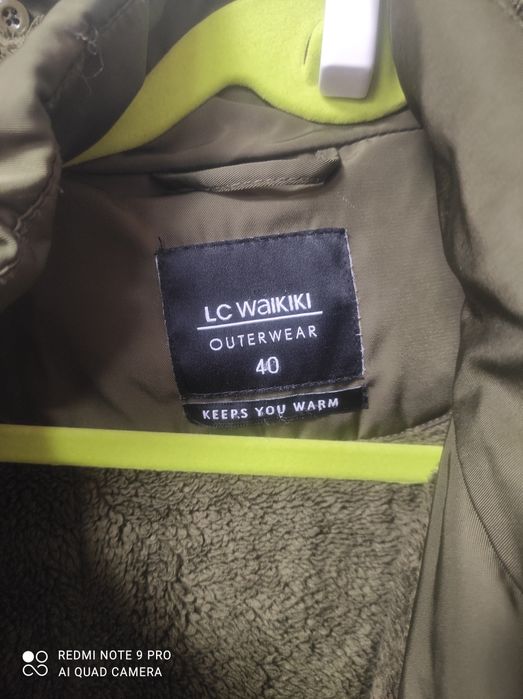 LC WAIKIKI
OUTERWEAR
40
KEEPS YOU WARM
REDMI NOTE 9 PRO
AI QUAD CAMERA